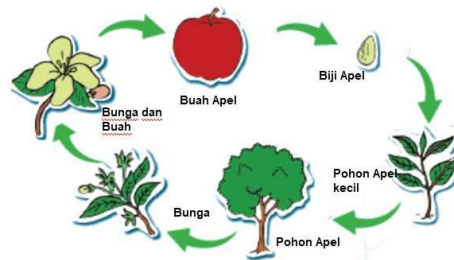 Buah Apel
Biji Apel
Pohon Apel
kecil
Pohon Apel
Bunga
Bunga dan
Buah